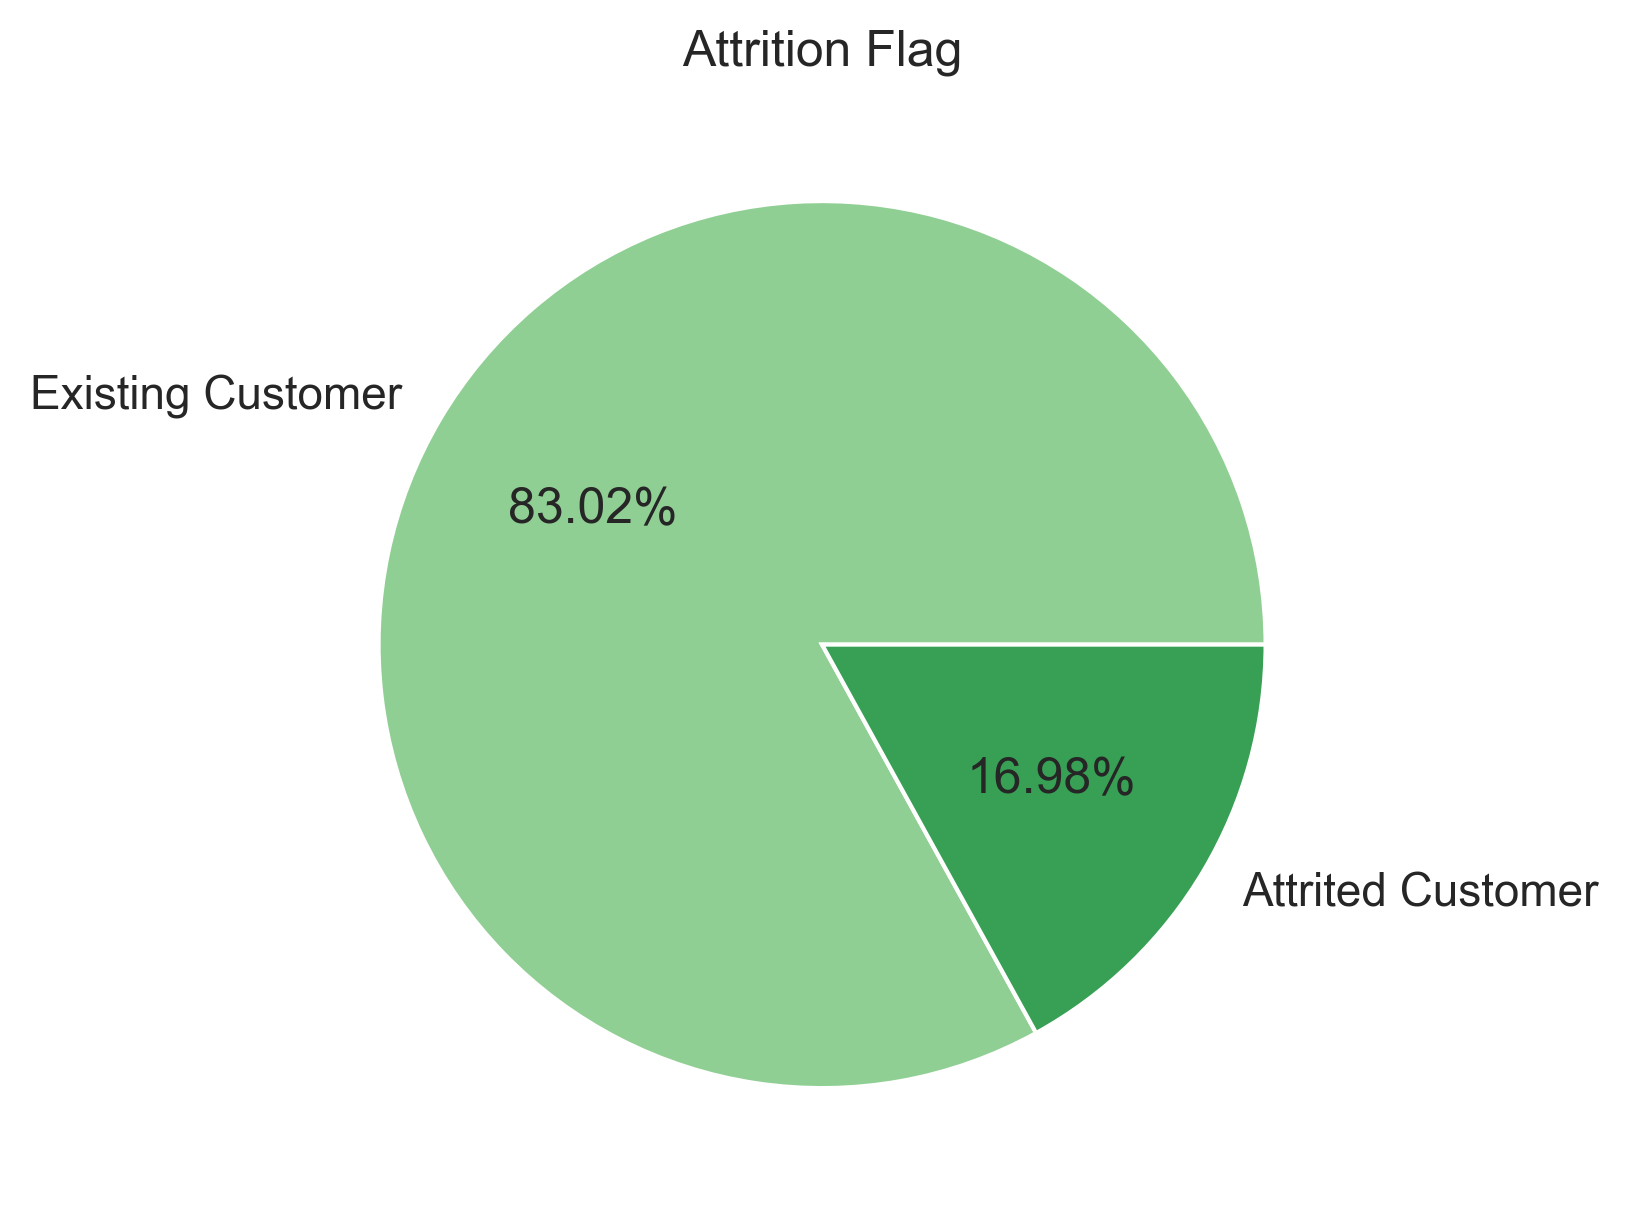 Attrition Flag
Existing Customer
83.02%
16.98%
Attrited Customer